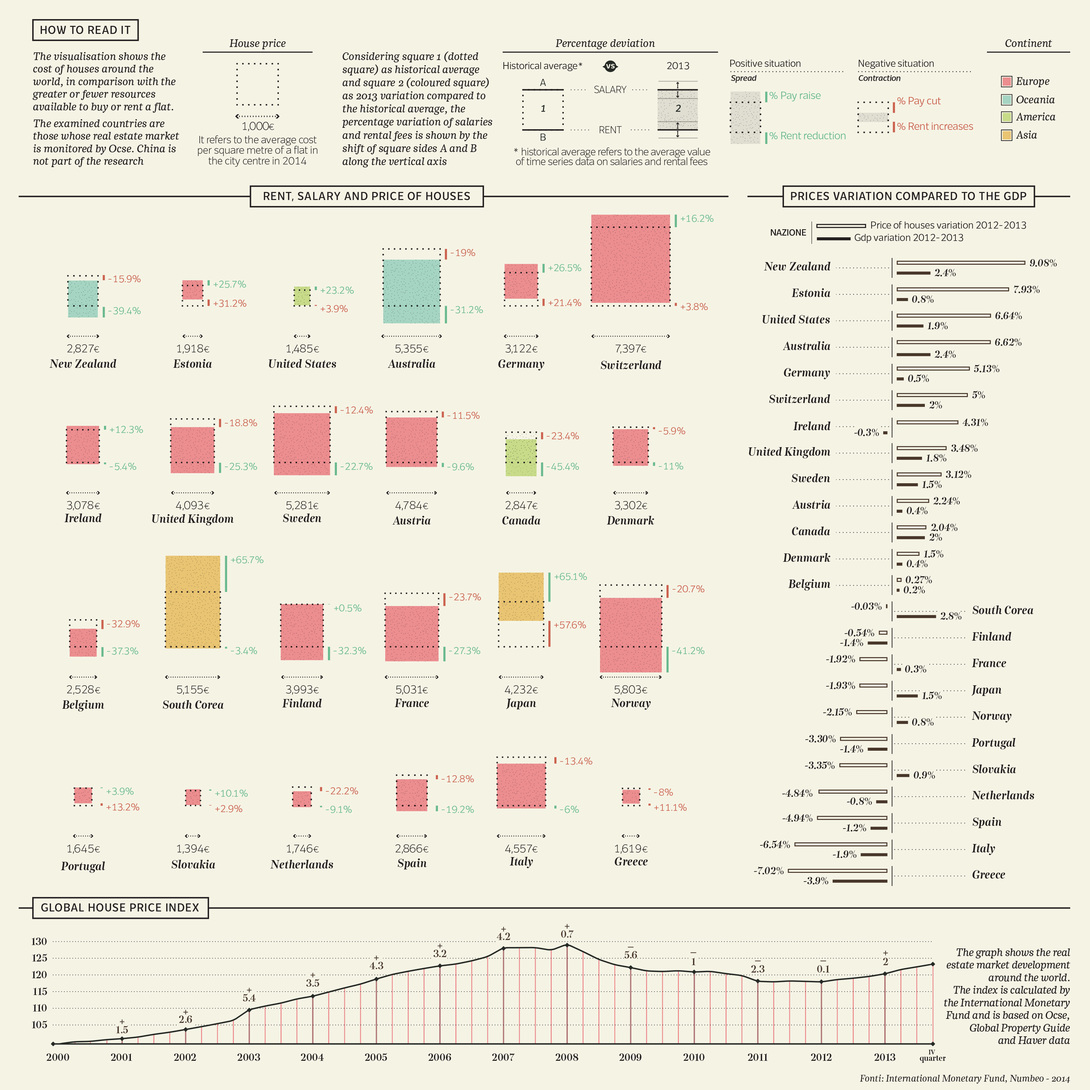 HOW TO READ IT
The visualisation shows the
cost of houses around the
world, in comparison with the
greater or fewer resources
available to buy or rent a flat.
The examined countries are
those whose real estate market
is monitored by Ocse. China is
not part of the research
House price
1,000€
It refers to the average cost
per square metre of a flat in
the city centre in 2014
Considering square 1 (dotted
square) as historical average
and square 2 (coloured square)
as 2013 variation compared to
the historical average, the
percentage variation of salaries
and rental fees is shown by the
shift of square sides A and B
along the vertical axis
Percentage deviation
Historical average* VS 2013
A
SALARY
1
2
RENT
B
* historical average refers to the average value
of time series data on salaries and rental fees
Positive situation
Spread
% Pay raise
% Rent reduction
Negative situation
Contraction
% Pay cut
% Rent increases
Continent
Europe
Oceania
America
Asia
RENT, SALARY AND PRICE OF HOUSES
-15.9%
-39.4%
2,827€
New Zealand
+25.7%
+31.2%
1,918€
Estonia
+23.2%
+3.9%
1,485€
United States
-19%
-31.2%
5,355€
Australia
+26.5%
+21.4%
3,122€
Germany
+16.2%
+3.8%
7,397€
Switzerland
+12.3%
-5.4%
3,078€
Ireland
-18.8%
-25.3%
4,093€
United Kingdom
-12.4%
-22.7%
5,281€
Sweden
-11.5%
-9.6%
4,784€
Austria
-23.4%
-45.4%
2,847€
Canada
-5.9%
-11%
3,302€
Denmark
-32.9%
-37.3%
2,528€
Belgium
+65.7%
-3.4%
5,155€
South Corea
+0.5%
-32.3%
3,993€
Finland
-23.7%
-27.3%
5,031€
France
+65.1%
+57.6%
4,232€
Japan
-20.7%
-41.2%
5,803€
Norway
+3.9%
+13.2%
1,645€
Portugal
+10.1%
+2.9%
1,394€
Slovakia
-22.2%
-9.1%
1,746€
Netherlands
-12.8%
-19.2%
2,866€
Spain
-13.4%
-6%
4,557€
Italy
-8%
+11.1%
1,619€
Greece
PRICES VARIATION COMPARED TO THE GDP
NAZIONE
Price of houses variation 2012-2013
Gdp variation 2012-2013
New Zealand 9.08%
2.4%
Estonia 7.93%
0.8%
United States 6,64%
1.9%
Australia 6,62%
2.4%
Germany 5,13%
0.5%
Switzerland 5%
2%
Ireland 4,31%
-0.3%
United Kingdom 3,48%
1.8%
Sweden 3.12%
1.5%
Austria 2,24%
0.4%
Canada 2,04%
2%
Denmark 1.5%
0.4%
Belgium 0,27%
0.2%
-0.03% South Corea
2.8%
-0,54% Finland
-1.4%
-1.92% France
0.3%
-1.93% Japan
1.5%
-2.15% Norway
0.8%
-3.30% Portugal
-1.4%
-3.35% Slovakia
0.9%
-4.84% Netherlands
-0.8%
-4.94% Spain
-1.2%
-6.54% Italy
-1.9%
-7.02% Greece
-3,9%
GLOBAL HOUSE PRICE INDEX
130
125
120
115
110
105
+
1.5
+
2.6
+
5.4
+
3.5
+
4.3
+
3.2
+
4.2
+
0.7
–
5.6
–
1
–
2.3
–
0.1
+
2
2000 2001 2002 2003 2004 2005 2006 2007 2008 2009 2010 2011 2012 2013 IV
quarter
The graph shows the real
estate market development
around the world.
The index is calculated by
the International Monetary
Fund and is based on Ocse,
Global Property Guide
and Haver data
Fonti: International Monetary Fund, Numbeo - 2014